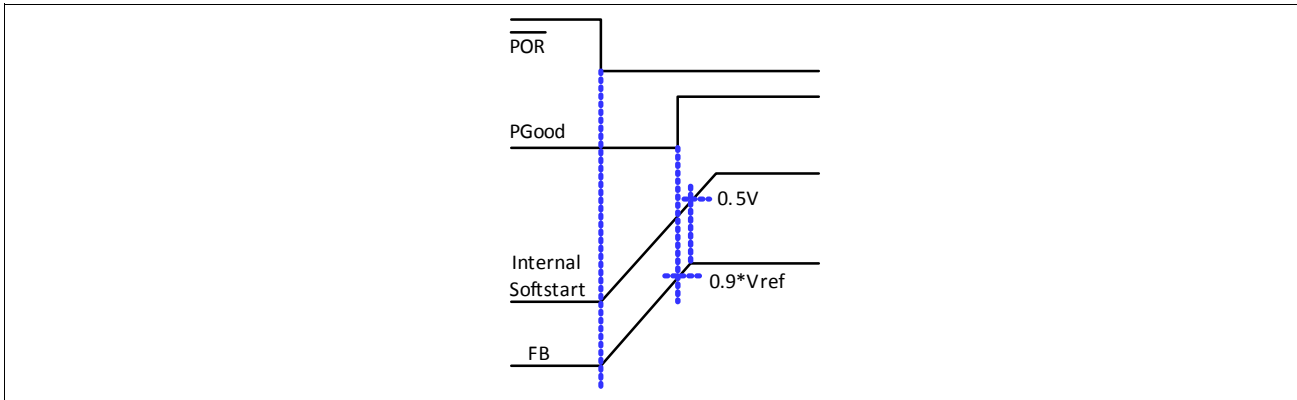 POR
PGood
0.5V
Internal
Softstart
0.9*Vref
FB